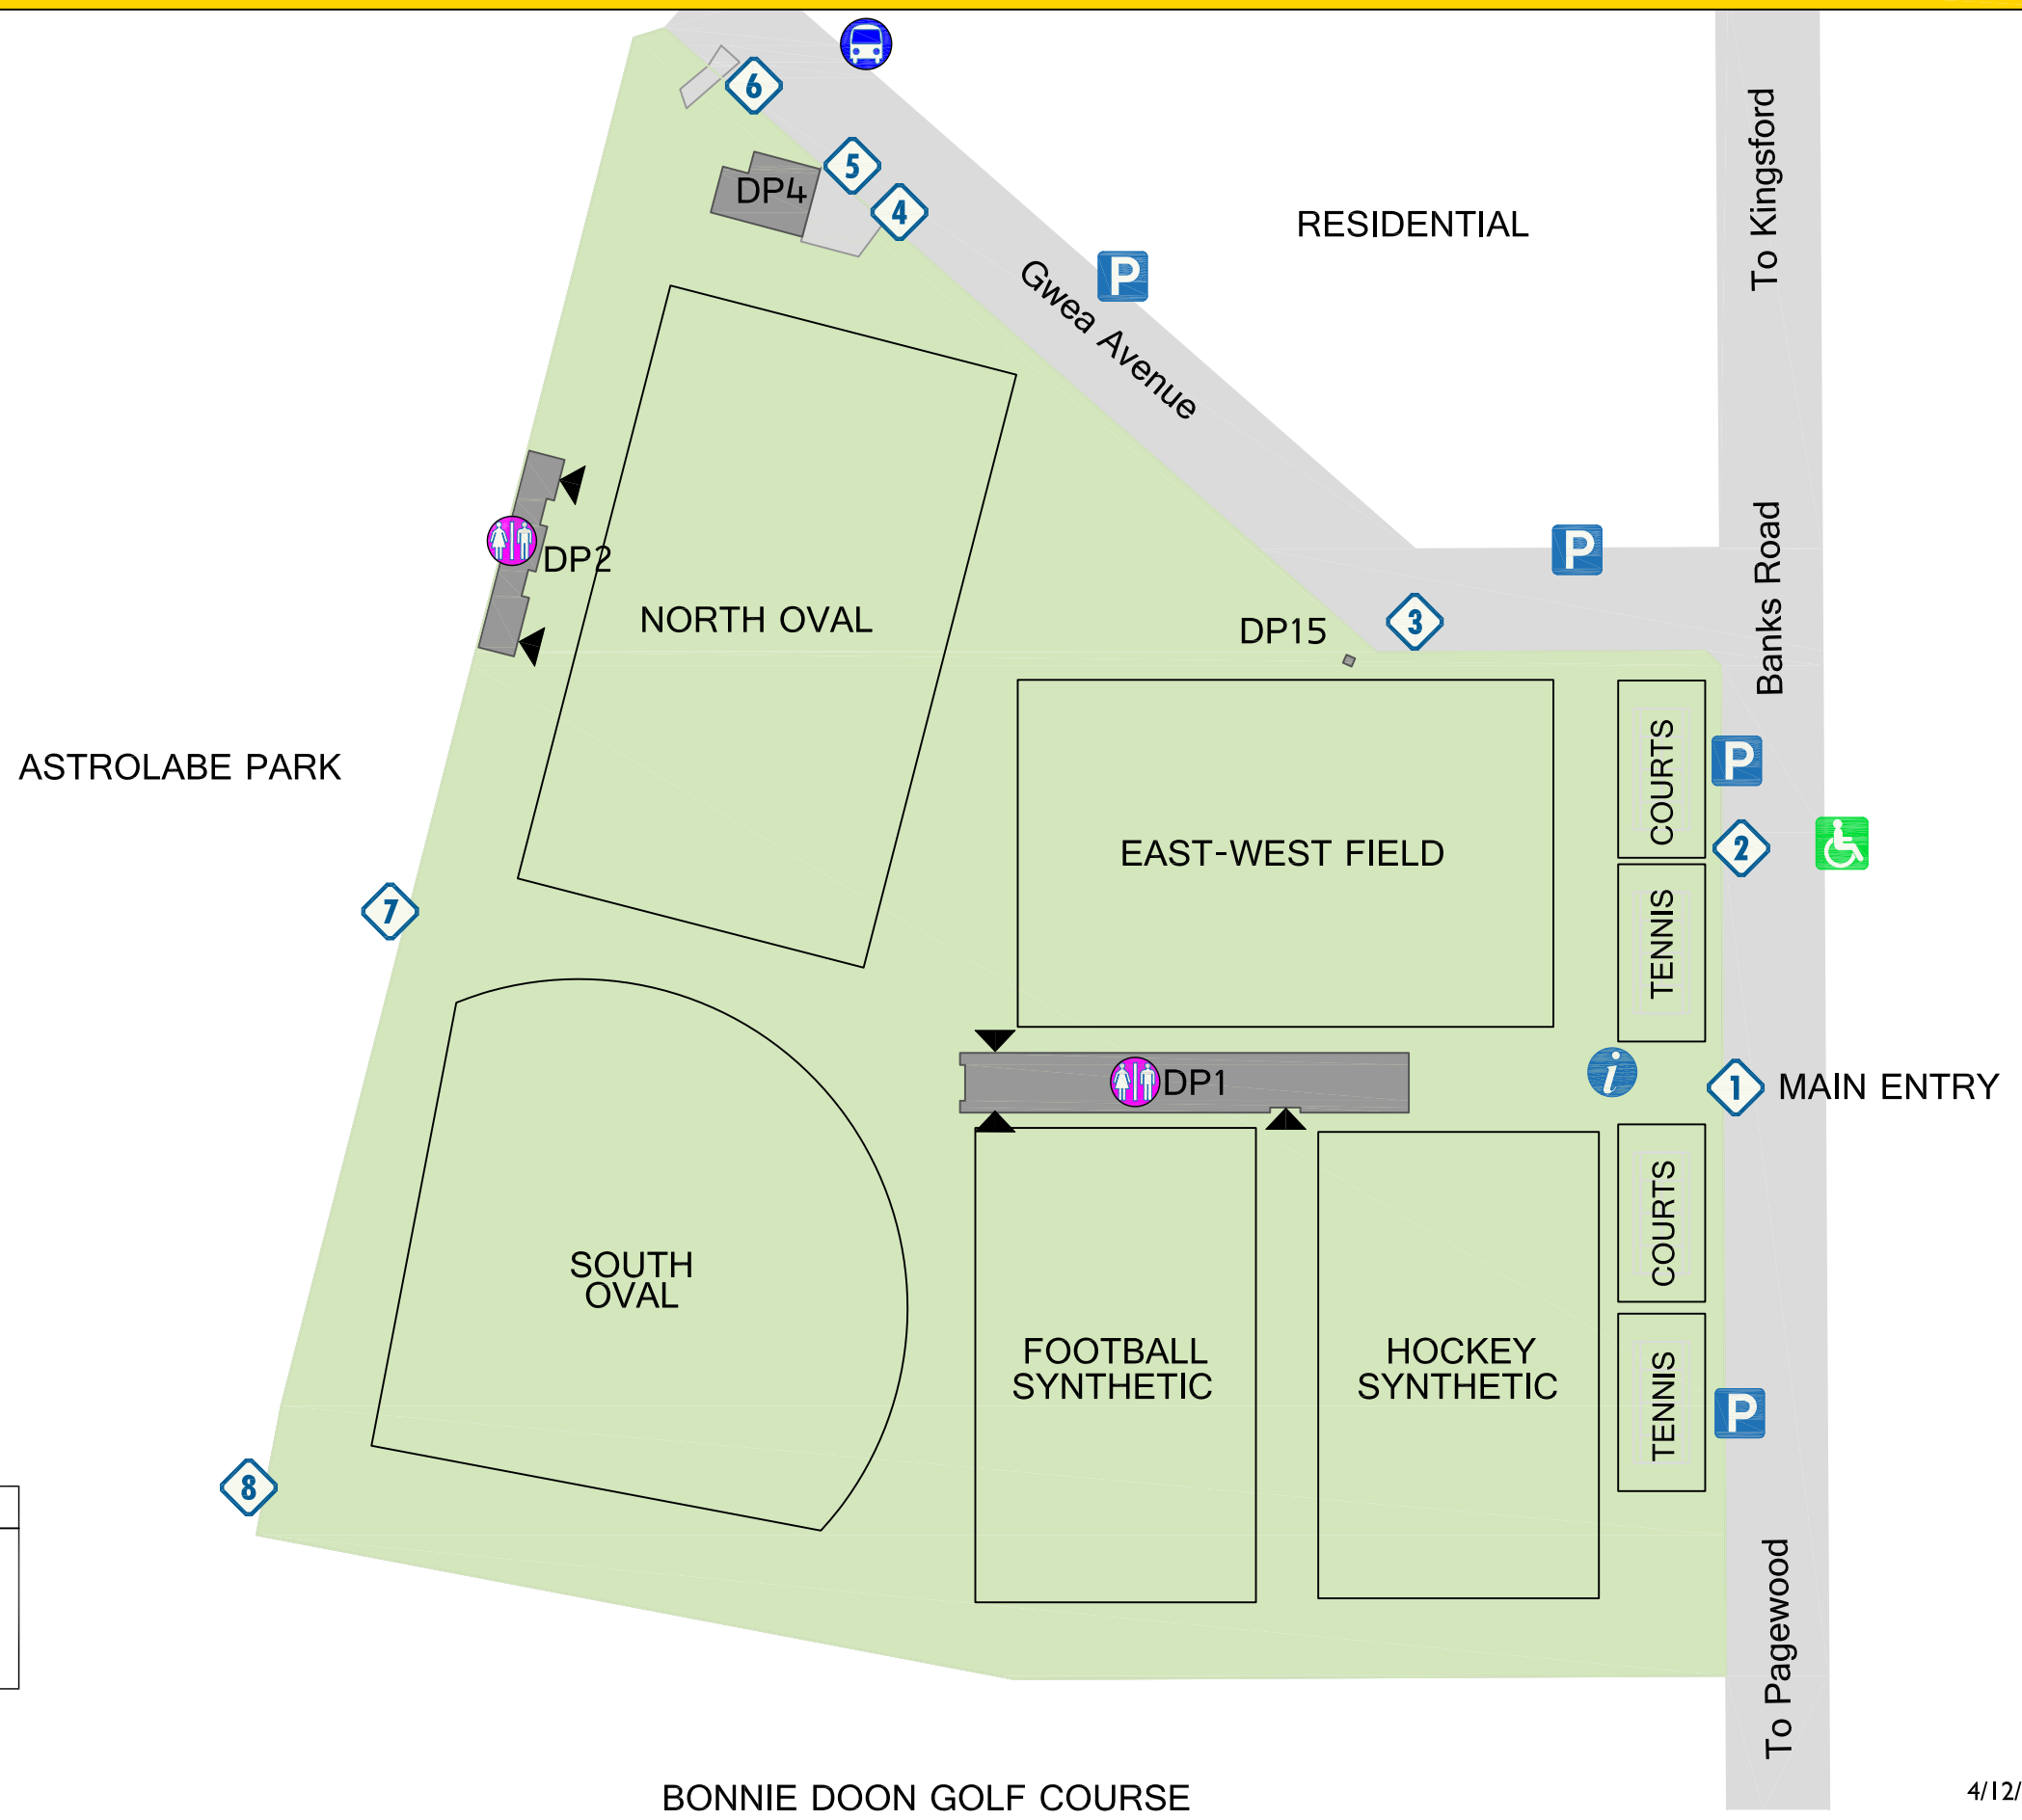 6
To Kingsford
5
DP4
4
RESIDENTIAL
P
Gwea Avenue
P
DP2
NORTH OVAL
DP15
3
Banks Road
ASTROLABE PARK
COURTS
P
EAST-WEST FIELD
2
7
TENNIS
i
DP1
1
MAIN ENTRY
COURTS
SOUTH
OVAL
FOOTBALL
SYNTHETIC
HOCKEY
SYNTHETIC
TENNIS
P
8
To Pagewood
BONNIE DOON GOLF COURSE
4/12/